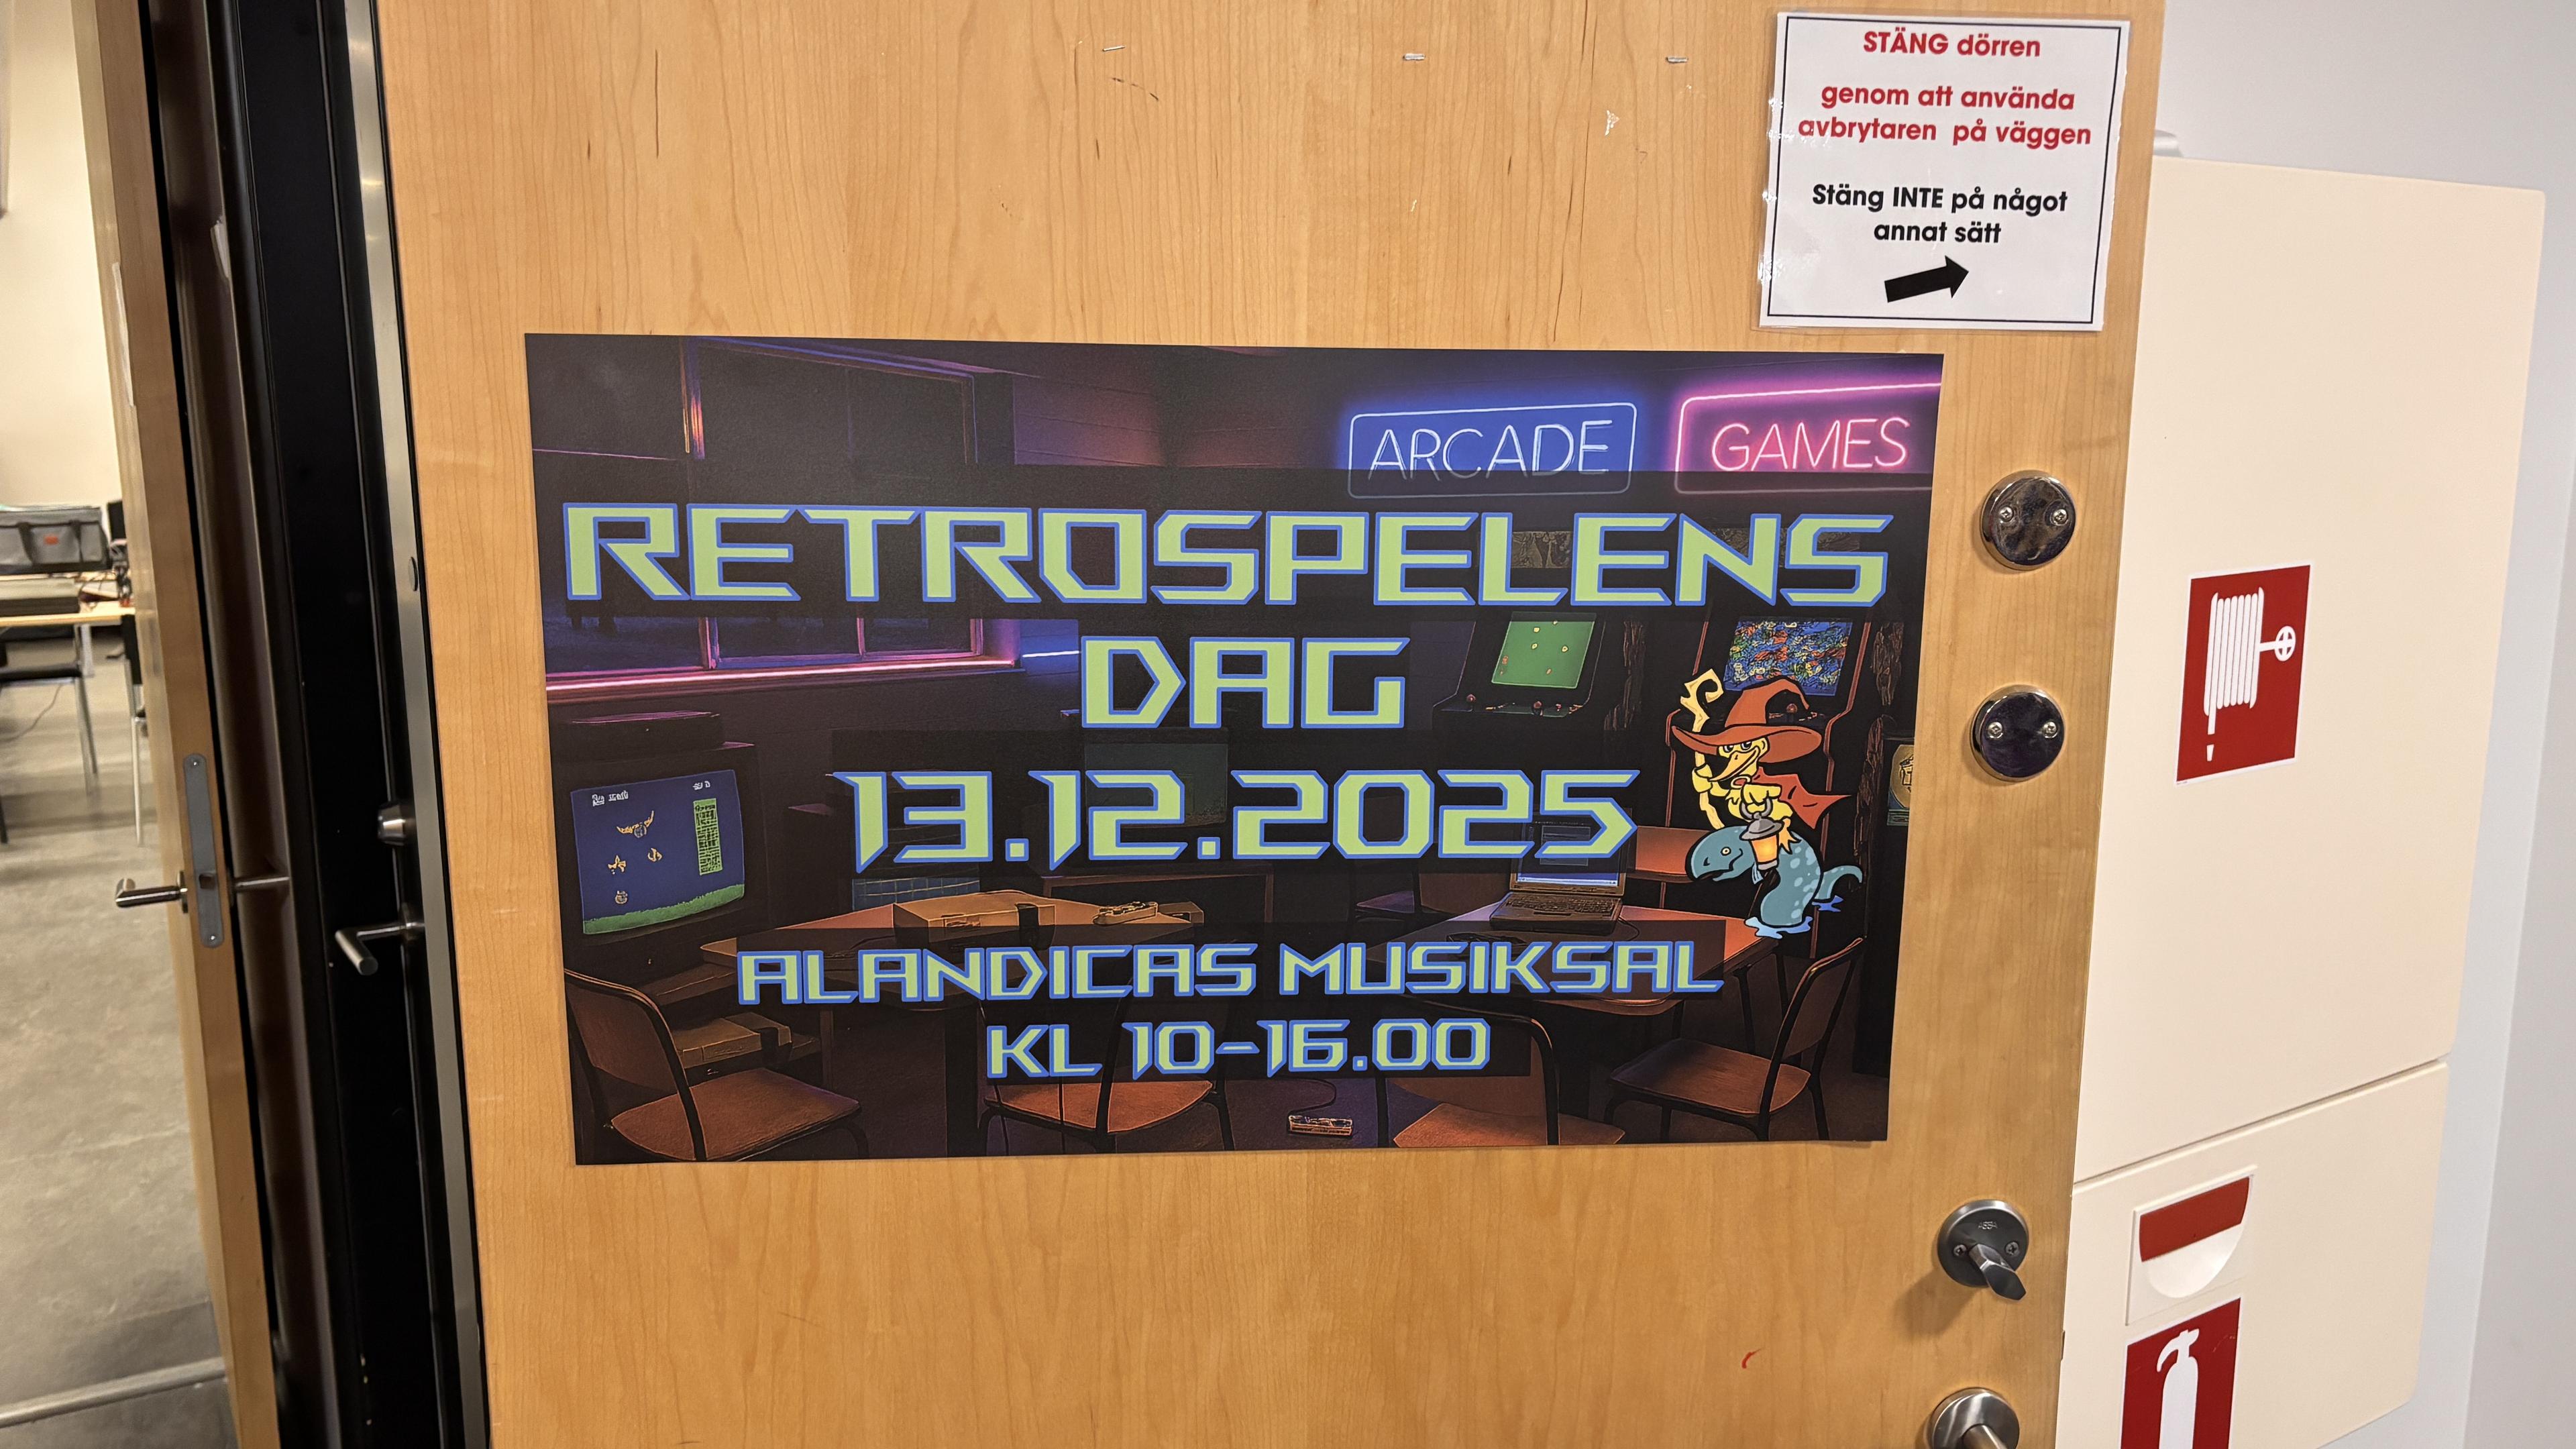 STÄNG dörren
genom att använda
avbrytaren på väggen
Stäng INTE på något
annat sätt
ARCADE GAMES
RETROSPELENS
DAG
13.12.2025
ALANDICAS MUSIKSAL
KL 10-16.00
ASSA